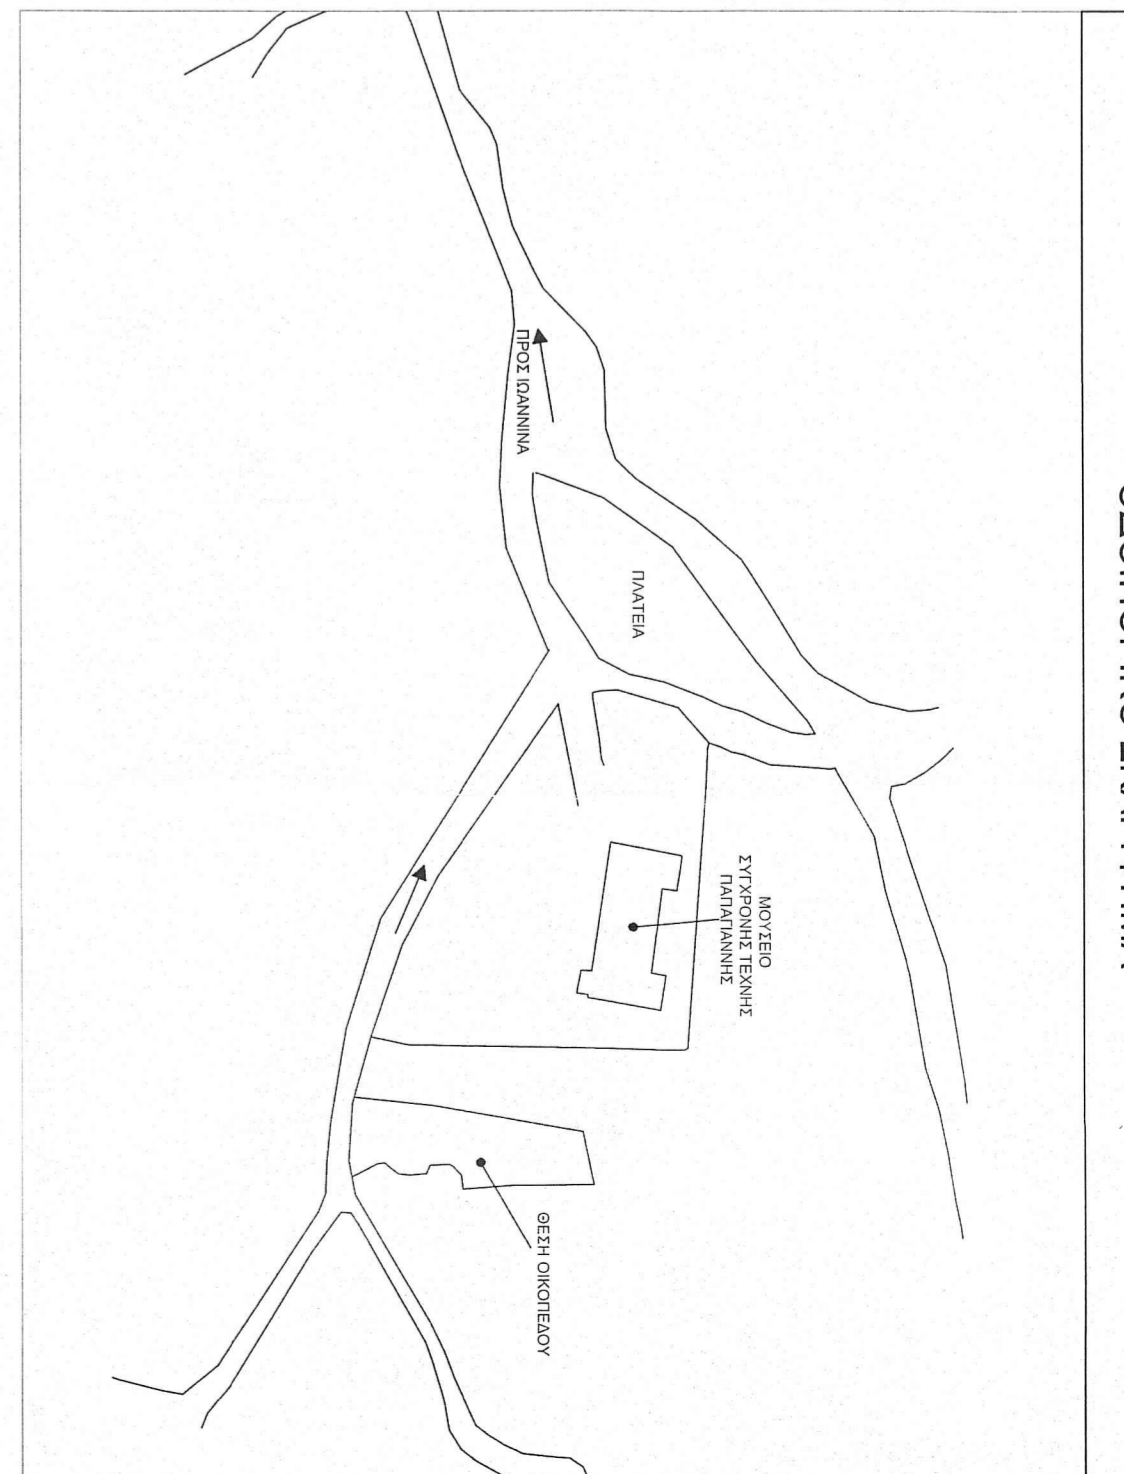 ΠΡΟΣ ΙΩΑΝΝΙΝΑ
ΠΛΑΤΕΙΑ
ΜΟΥΣΕΙΟ
ΣΥΓΧΡΟΝΗΣ ΤΕΧΝΗΣ
ΠΑΠΑΓΙΑΝΝΗΣ
ΘΕΣΗ ΟΙΚΟΠΕΔΟΥ